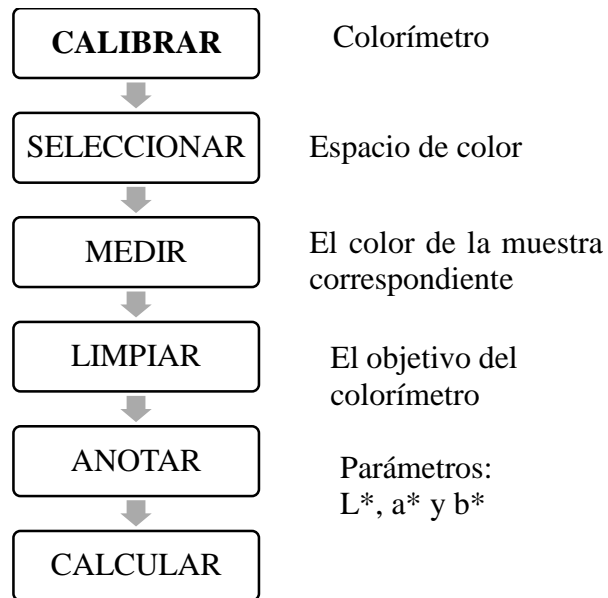 CALIBRAR
Colorímetro
SELECCIONAR
Espacio de color
MEDIR
El color de la muestra
correspondiente
LIMPIAR
El objetivo del
colorímetro
ANOTAR
Parámetros:
L*, a* y b*
CALCULAR